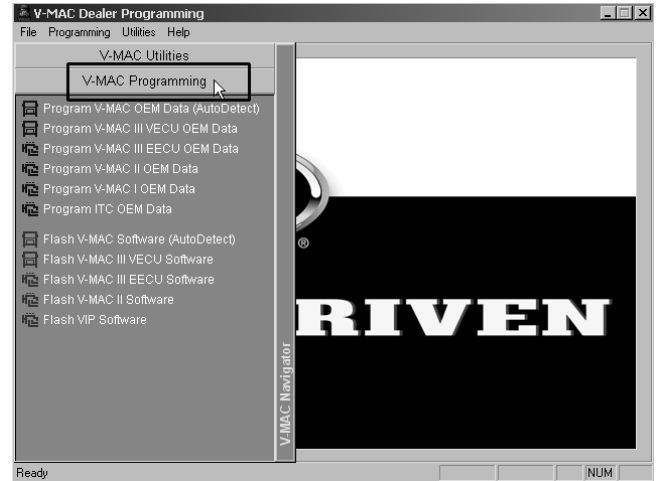 V-MAC Dealer Programming
File Programming Utilities Help
V-MAC Utilities
V-MAC Programming
Program V-MAC OEM Data (AutoDetect)
Program V-MAC III VECU OEM Data
Program V-MAC III EECU OEM Data
Program V-MAC II OEM Data
Program V-MAC I OEM Data
Program ITC OEM Data
Flash V-MAC Software (AutoDetect)
Flash V-MAC III VECU Software
Flash V-MAC III EECU Software
Flash V-MAC II Software
Flash VIP Software
V-MAC Navigator
®
RIVEN
Ready NUM